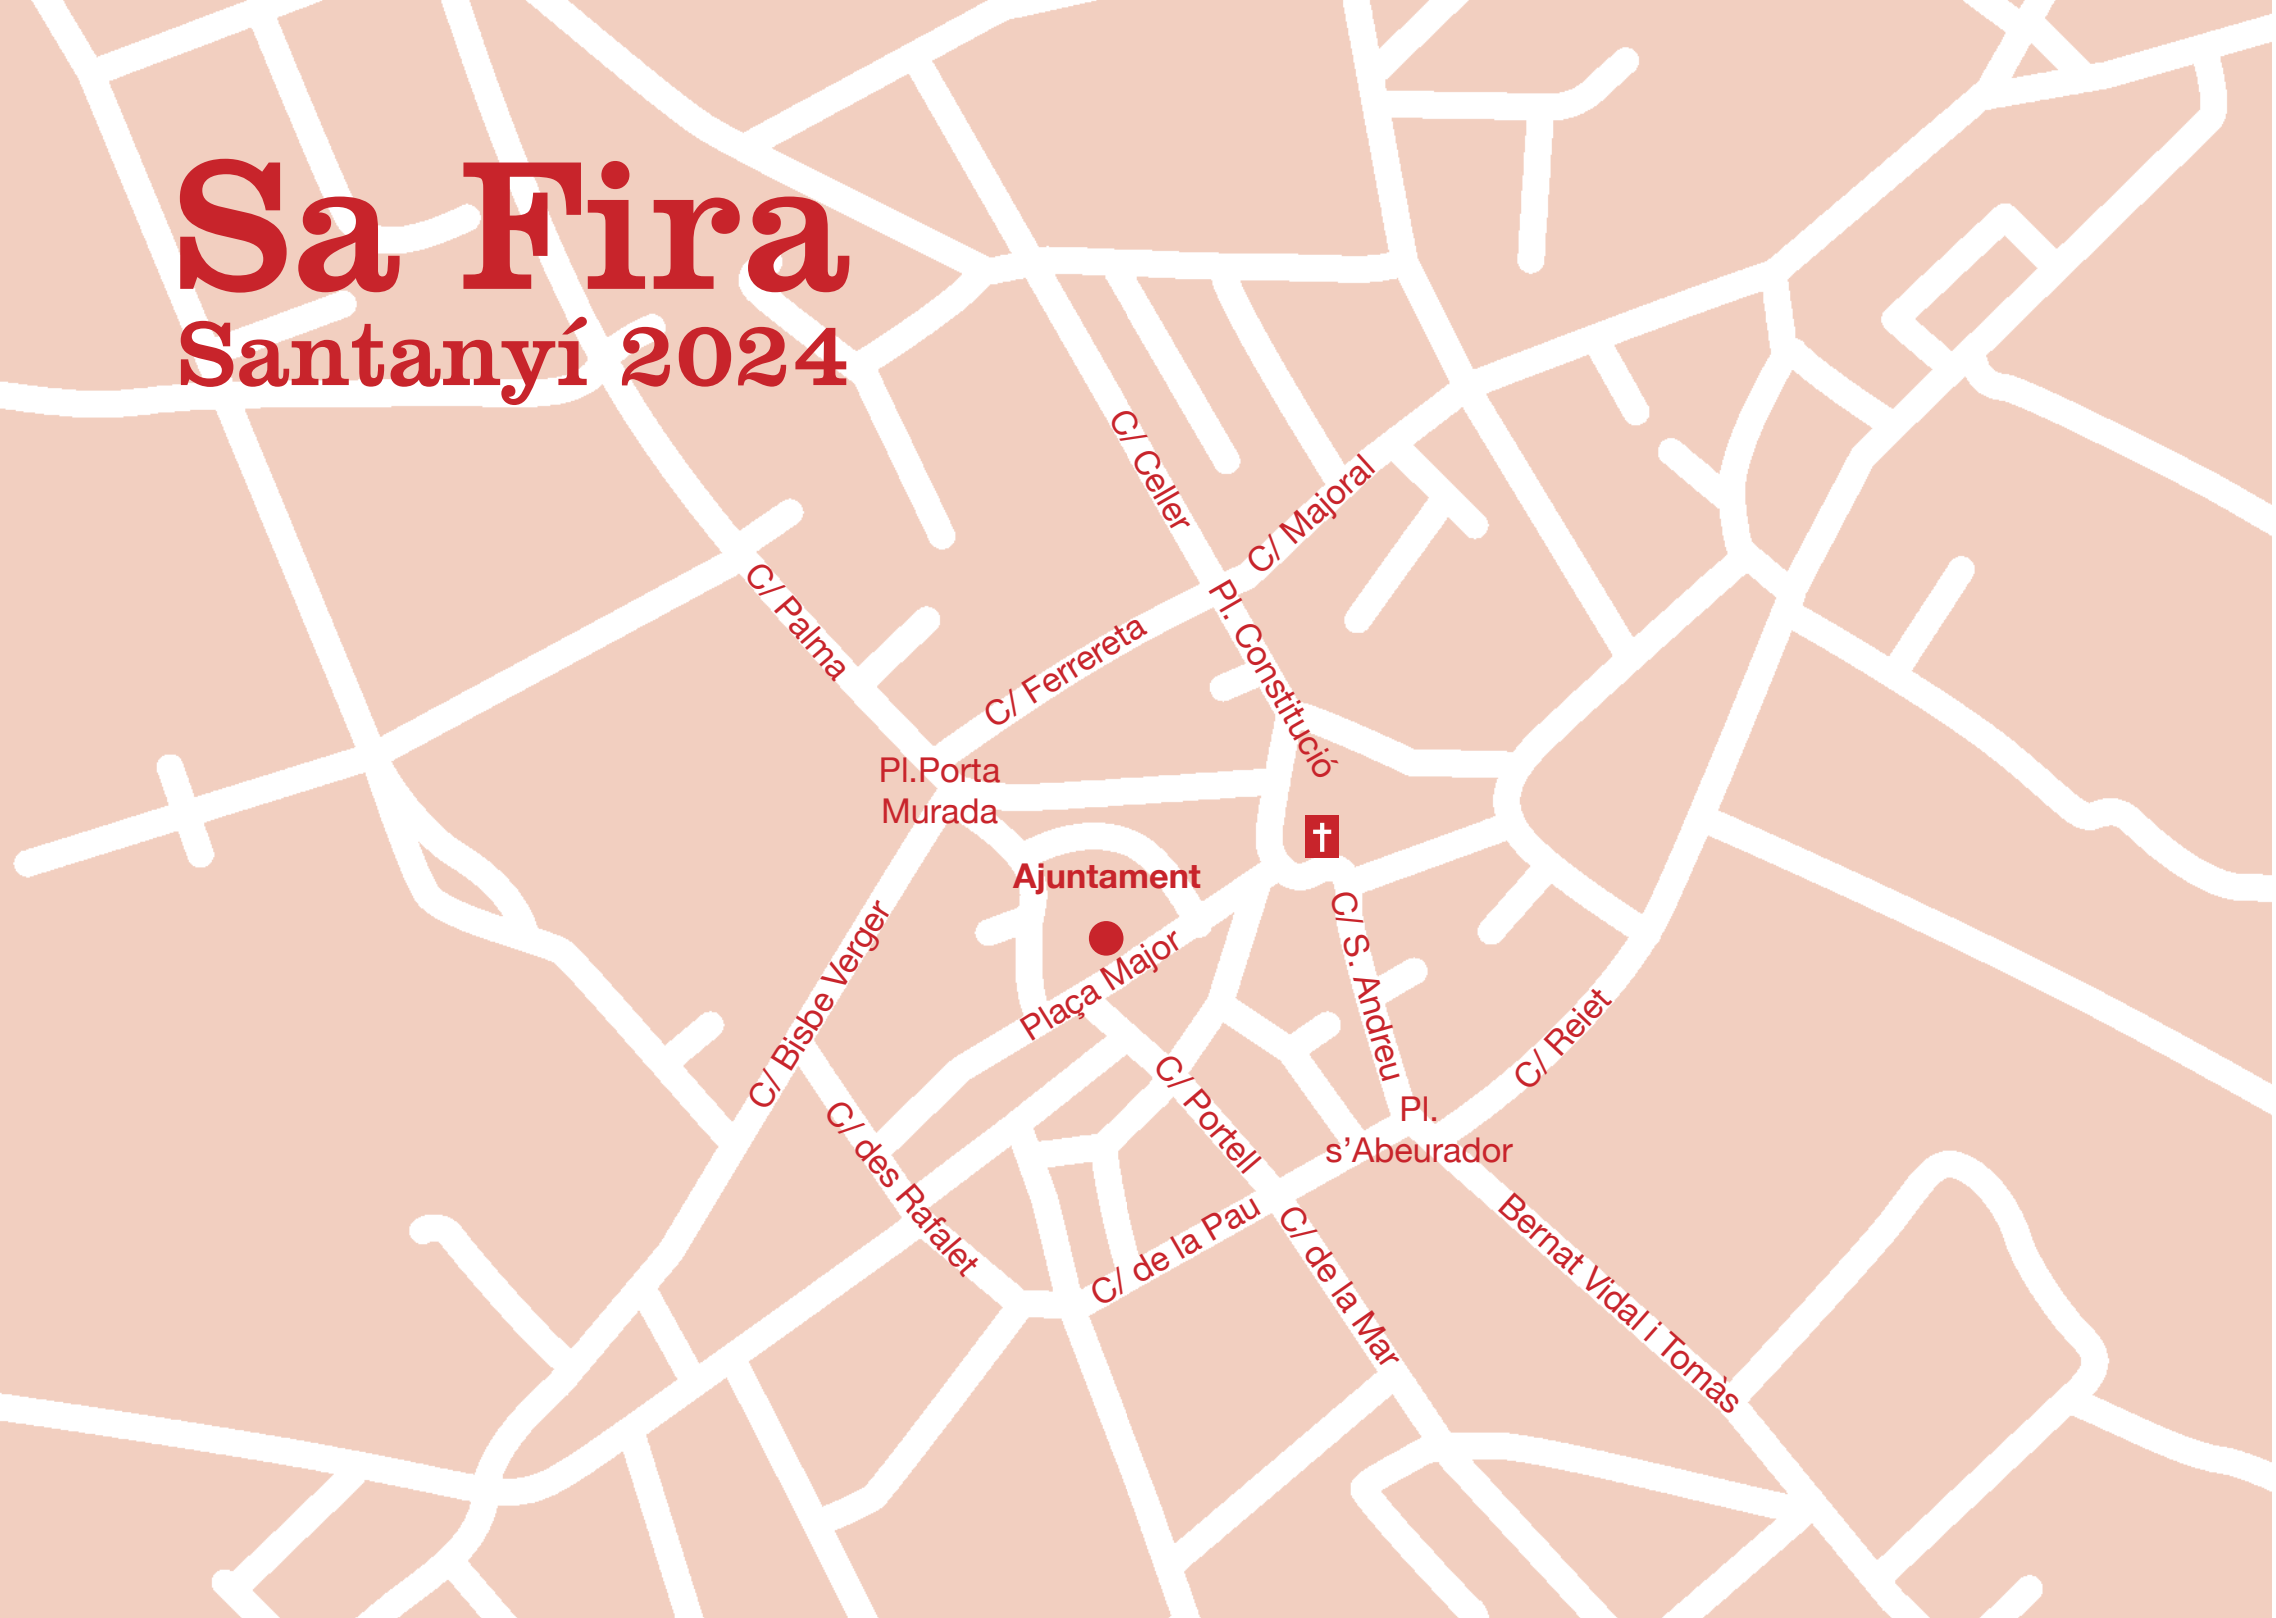 Sa Fira
Santanyí 2024
C/ Celler
C/ Majoral
C/ Palma
Pl. Constitució
C/ Ferrereta
Pl.Porta
Murada
Ajuntament
C/ Bisbe Verger
Plaça Major
C/ S. Andreu
C/ Reiet
C/ Portell
C/ des Rafalet
Pl.
s’Abeurador
C/ de la Pau
C/ de la Mar
Bernat Vidal i Tomàs